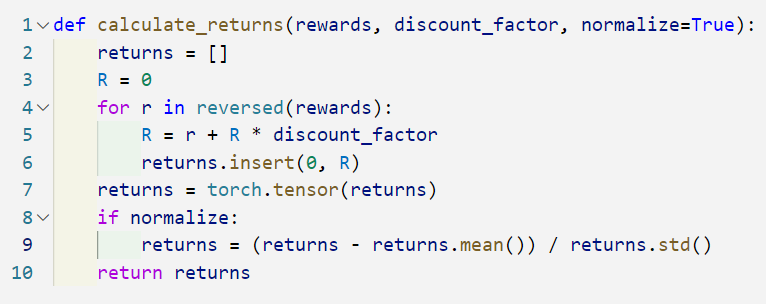 1 def calculate_returns(rewards, discount_factor, normalize=True):
2     returns = []
3     R = 0
4     for r in reversed(rewards):
5         R = r + R * discount_factor
6         returns.insert(0, R)
7     returns = torch.tensor(returns)
8     if normalize:
9         returns = (returns - returns.mean()) / returns.std()
10     return returns